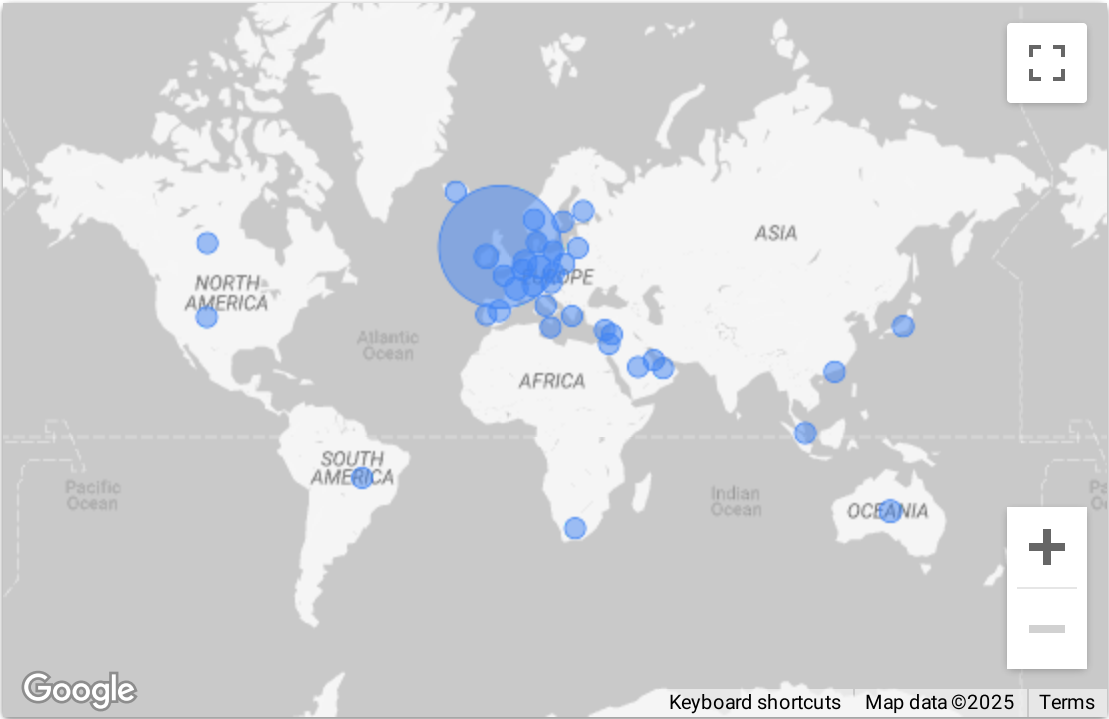 ASIA
NORTH
AMERICA
EUROPE
Atlantic
Ocean
AFRICA
SOUTH
AMERICA
Pacific
Ocean
Indian
Ocean
OCEANIA
Google
Keyboard shortcuts
Map data ©2025
Terms